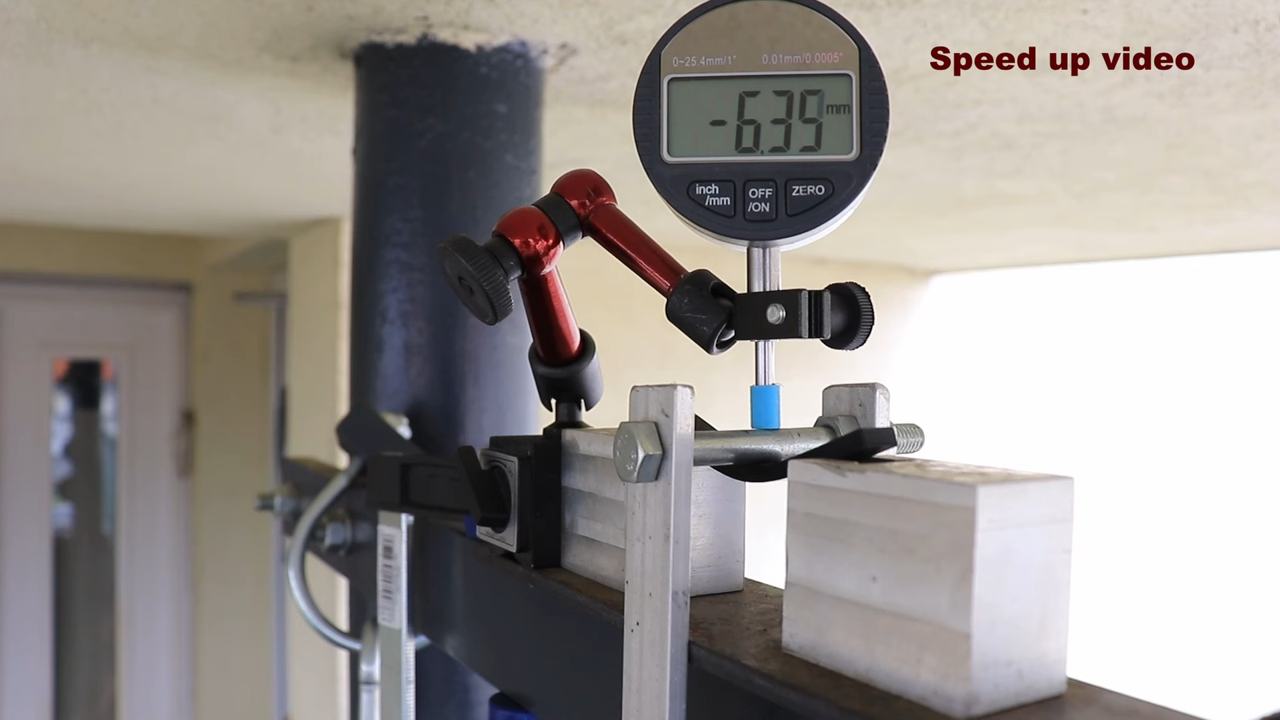 Speed up video
0~25.4mm/1" 0.01mm/0.0005"
-6.39 mm
inch
/mm
OFF
/ON
ZERO